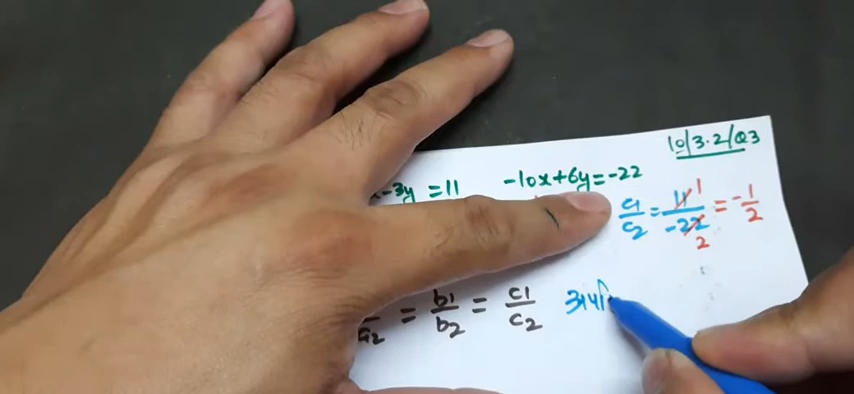 10/3.2/Q3
-3y = 11 -10x+6y = -22
c1/c2 = 11/-22 1 2 = -1/2
a2 = b1/b2 = c1/c2